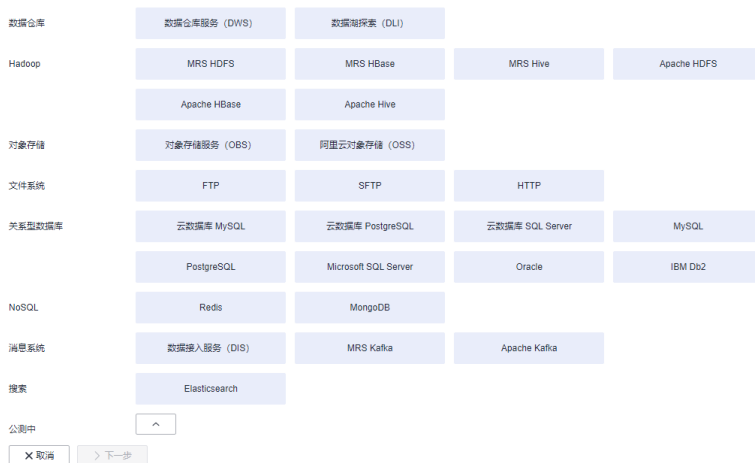 数据仓库 数据仓库服务（DWS） 数据湖探索（DLI）
Hadoop MRS HDFS MRS HBase MRS Hive Apache HDFS
Apache HBase Apache Hive
对象存储 对象存储服务（OBS） 阿里云对象存储（OSS）
文件系统 FTP SFTP HTTP
关系型数据库 云数据库 MySQL 云数据库 PostgreSQL 云数据库 SQL Server MySQL
PostgreSQL Microsoft SQL Server Oracle IBM Db2
NoSQL Redis MongoDB
消息系统 数据接入服务（DIS） MRS Kafka Apache Kafka
搜索 Elasticsearch
公测中
取消 下一步